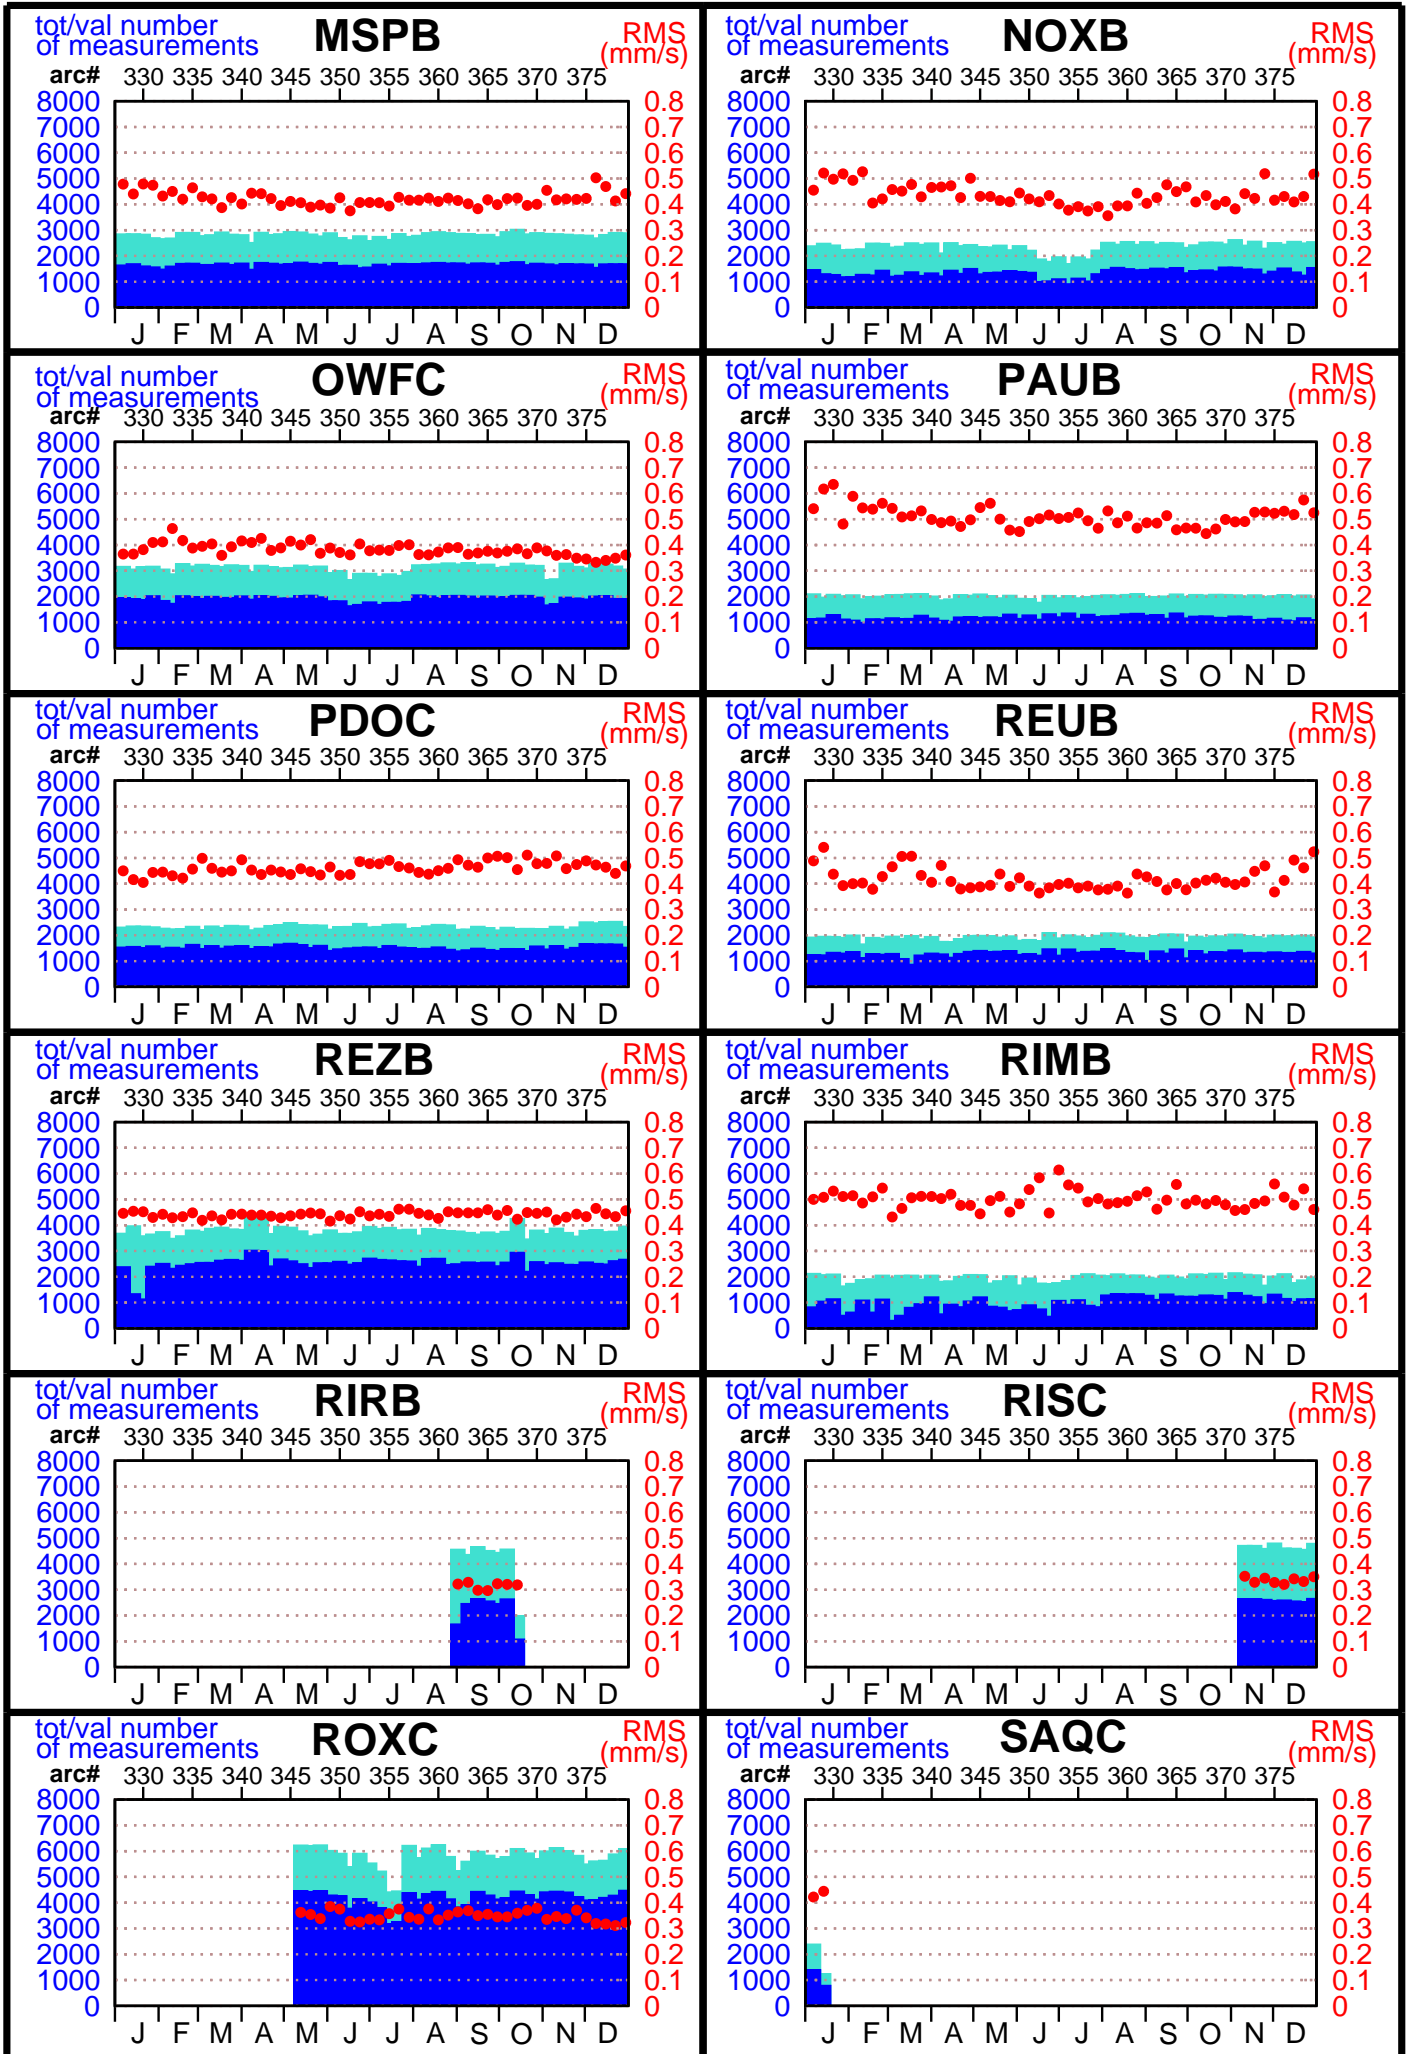 tot/val number
of measurements
MSPB
RMS
(mm/s)
arc# 330 335 340 345 350 355 360 365 370 375
8000 0.8
7000 0.7
6000 0.6
5000 0.5
4000 0.4
3000 0.3
2000 0.2
1000 0.1
0 0
J F M A M J J A S O N D
tot/val number
of measurements
NOXB
RMS
(mm/s)
arc# 330 335 340 345 350 355 360 365 370 375
8000 0.8
7000 0.7
6000 0.6
5000 0.5
4000 0.4
3000 0.3
2000 0.2
1000 0.1
0 0
J F M A M J J A S O N D
tot/val number
of measurements
OWFC
RMS
(mm/s)
arc# 330 335 340 345 350 355 360 365 370 375
8000 0.8
7000 0.7
6000 0.6
5000 0.5
4000 0.4
3000 0.3
2000 0.2
1000 0.1
0 0
J F M A M J J A S O N D
tot/val number
of measurements
PAUB
RMS
(mm/s)
arc# 330 335 340 345 350 355 360 365 370 375
8000 0.8
7000 0.7
6000 0.6
5000 0.5
4000 0.4
3000 0.3
2000 0.2
1000 0.1
0 0
J F M A M J J A S O N D
tot/val number
of measurements
PDOC
RMS
(mm/s)
arc# 330 335 340 345 350 355 360 365 370 375
8000 0.8
7000 0.7
6000 0.6
5000 0.5
4000 0.4
3000 0.3
2000 0.2
1000 0.1
0 0
J F M A M J J A S O N D
tot/val number
of measurements
REUB
RMS
(mm/s)
arc# 330 335 340 345 350 355 360 365 370 375
8000 0.8
7000 0.7
6000 0.6
5000 0.5
4000 0.4
3000 0.3
2000 0.2
1000 0.1
0 0
J F M A M J J A S O N D
tot/val number
of measurements
REZB
RMS
(mm/s)
arc# 330 335 340 345 350 355 360 365 370 375
8000 0.8
7000 0.7
6000 0.6
5000 0.5
4000 0.4
3000 0.3
2000 0.2
1000 0.1
0 0
J F M A M J J A S O N D
tot/val number
of measurements
RIMB
RMS
(mm/s)
arc# 330 335 340 345 350 355 360 365 370 375
8000 0.8
7000 0.7
6000 0.6
5000 0.5
4000 0.4
3000 0.3
2000 0.2
1000 0.1
0 0
J F M A M J J A S O N D
tot/val number
of measurements
RIRB
RMS
(mm/s)
arc# 330 335 340 345 350 355 360 365 370 375
8000 0.8
7000 0.7
6000 0.6
5000 0.5
4000 0.4
3000 0.3
2000 0.2
1000 0.1
0 0
J F M A M J J A S O N D
tot/val number
of measurements
RISC
RMS
(mm/s)
arc# 330 335 340 345 350 355 360 365 370 375
8000 0.8
7000 0.7
6000 0.6
5000 0.5
4000 0.4
3000 0.3
2000 0.2
1000 0.1
0 0
J F M A M J J A S O N D
tot/val number
of measurements
ROXC
RMS
(mm/s)
arc# 330 335 340 345 350 355 360 365 370 375
8000 0.8
7000 0.7
6000 0.6
5000 0.5
4000 0.4
3000 0.3
2000 0.2
1000 0.1
0 0
J F M A M J J A S O N D
tot/val number
of measurements
SAQC
RMS
(mm/s)
arc# 330 335 340 345 350 355 360 365 370 375
8000 0.8
7000 0.7
6000 0.6
5000 0.5
4000 0.4
3000 0.3
2000 0.2
1000 0.1
0 0
J F M A M J J A S O N D